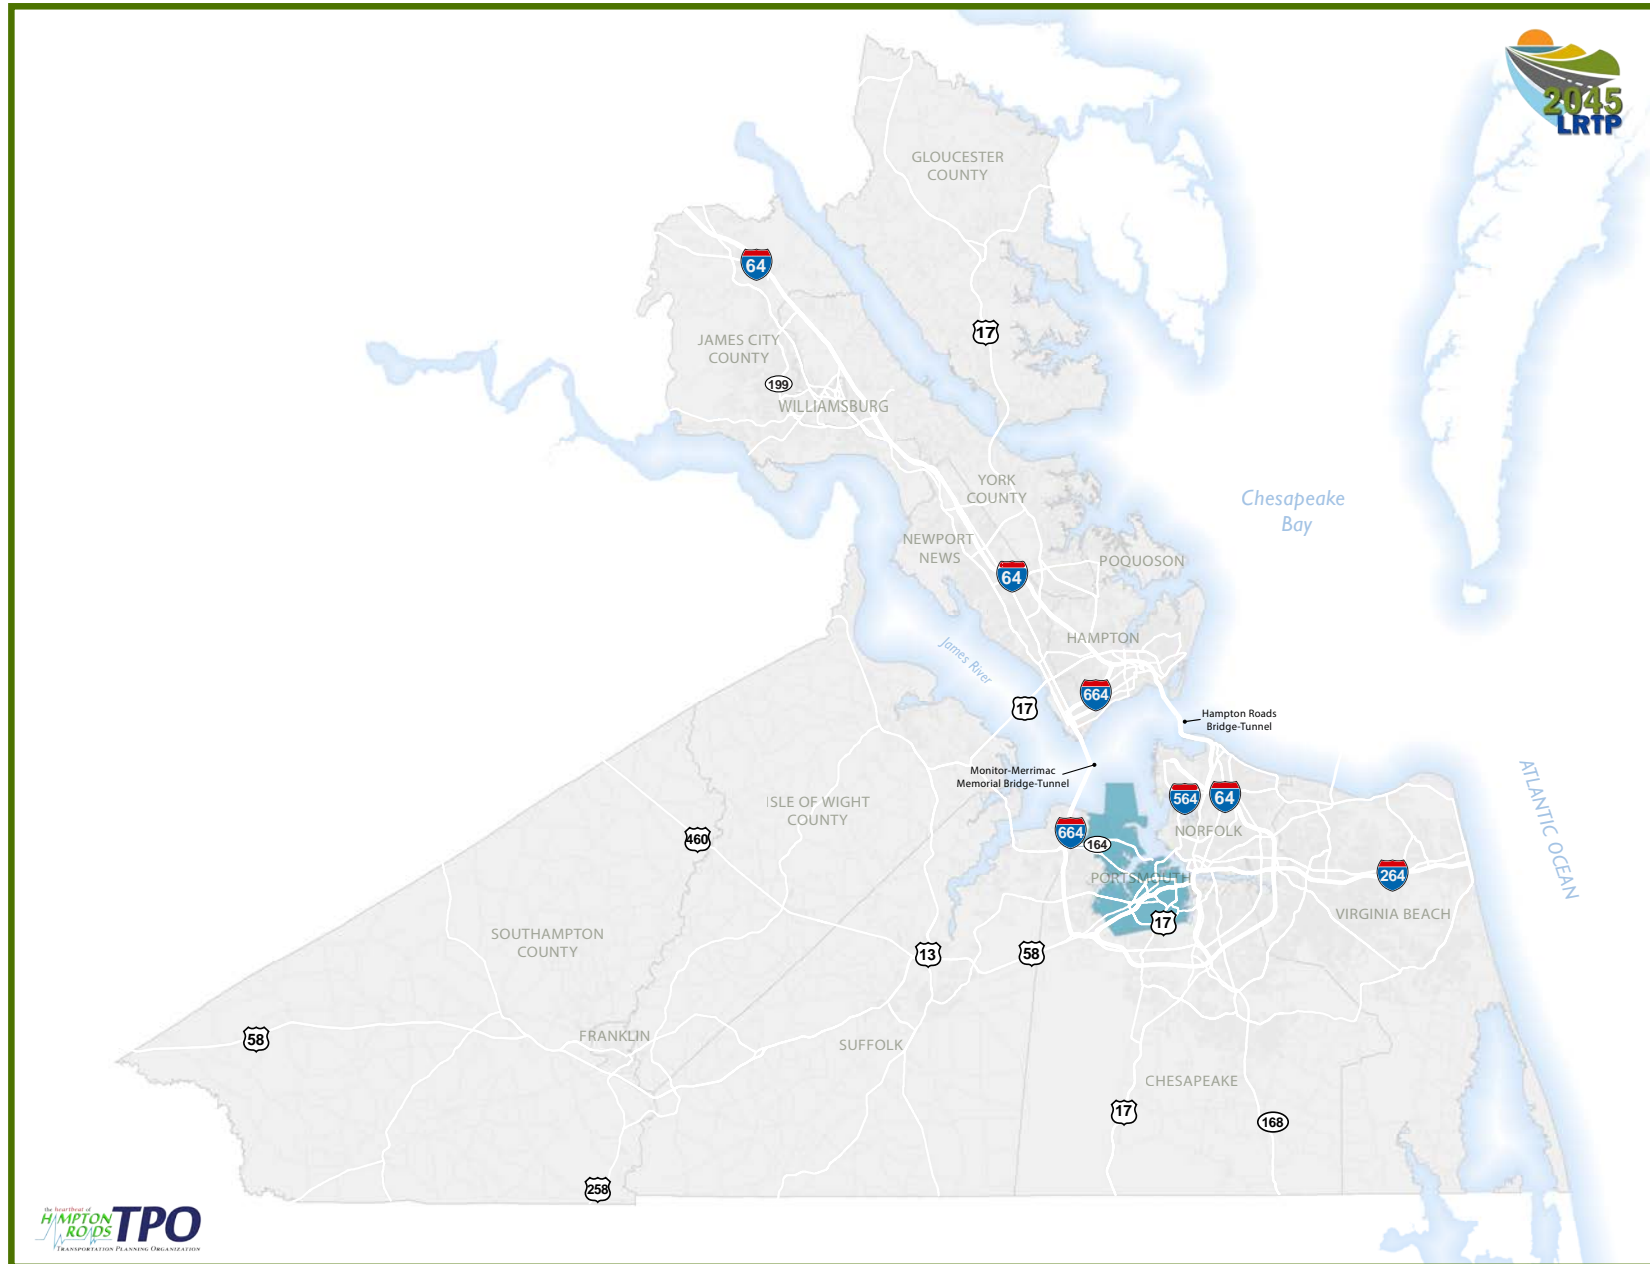 2045
LRTP
GLOUCESTER
COUNTY
64
17
JAMES CITY
COUNTY
199
WILLIAMSBURG
YORK
COUNTY
Chesapeake
Bay
NEWPORT
NEWS
POQUOSON
64
HAMPTON
James River
664
17
Hampton Roads
Bridge-Tunnel
Monitor-Merrimac
Memorial Bridge-Tunnel
ATLANTIC OCEAN
ISLE OF WIGHT
COUNTY
564
64
664
NORFOLK
460
164
PORTSMOUTH
264
VIRGINIA BEACH
17
SOUTHAMPTON
COUNTY
13
58
58
FRANKLIN
SUFFOLK
CHESAPEAKE
17
168
258
the heartbeat of
HAMPTON
ROADS
TPO
TRANSPORTATION PLANNING ORGANIZATION